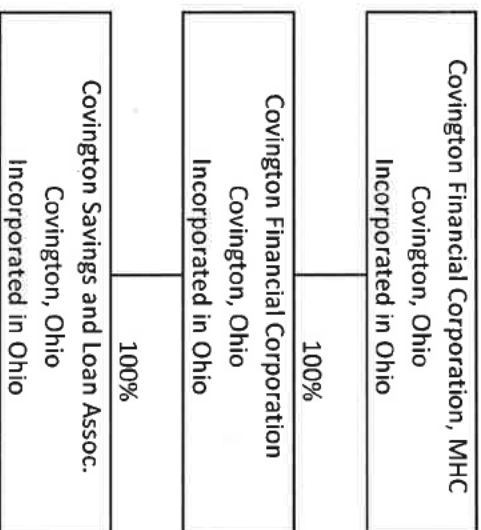 Covington Financial Corporation, MHC
Covington, Ohio
Incorporated in Ohio
100%
Covington Financial Corporation
Covington, Ohio
Incorporated in Ohio
100%
Covington Savings and Loan Assoc.
Covington, Ohio
Incorporated in Ohio